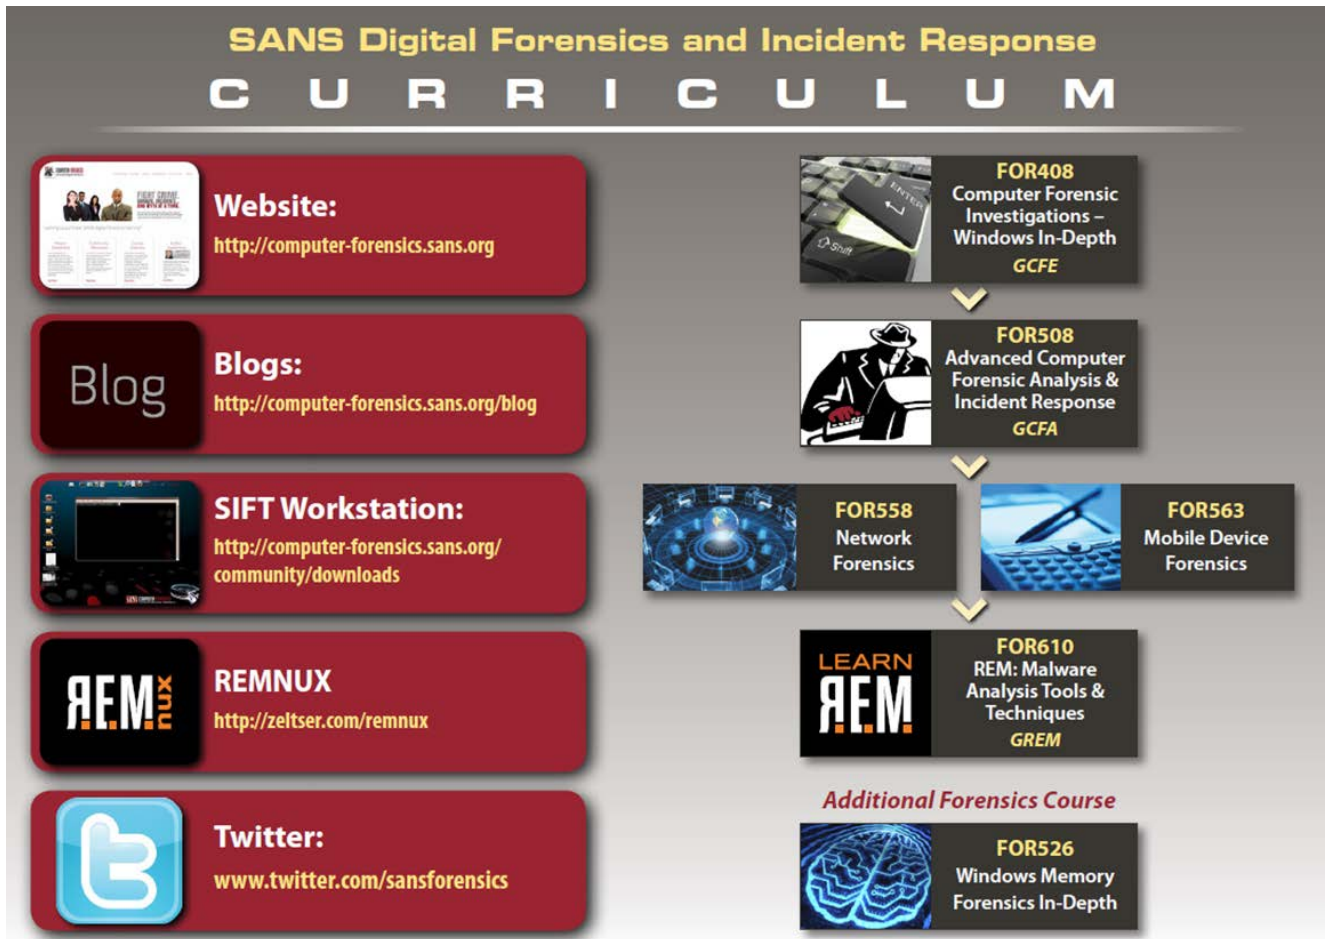 SANS Digital Forensics and Incident Response
CURRICULUM
Website:
http://computer-forensics.sans.org
Blog
Blogs:
http://computer-forensics.sans.org/blog
SIFT Workstation:
http://computer-forensics.sans.org/
community/downloads
REMnux
REMNUX
http://zeltser.com/remnux
Twitter:
www.twitter.com/sansforensics
ENTER
Shift
FOR408
Computer Forensic
Investigations –
Windows In-Depth
GCFE
FOR508
Advanced Computer
Forensic Analysis &
Incident Response
GCFA
FOR558
Network
Forensics
FOR563
Mobile Device
Forensics
LEARN
R.E.M.
FOR610
REM: Malware
Analysis Tools &
Techniques
GREM
Additional Forensics Course
FOR526
Windows Memory
Forensics In-Depth